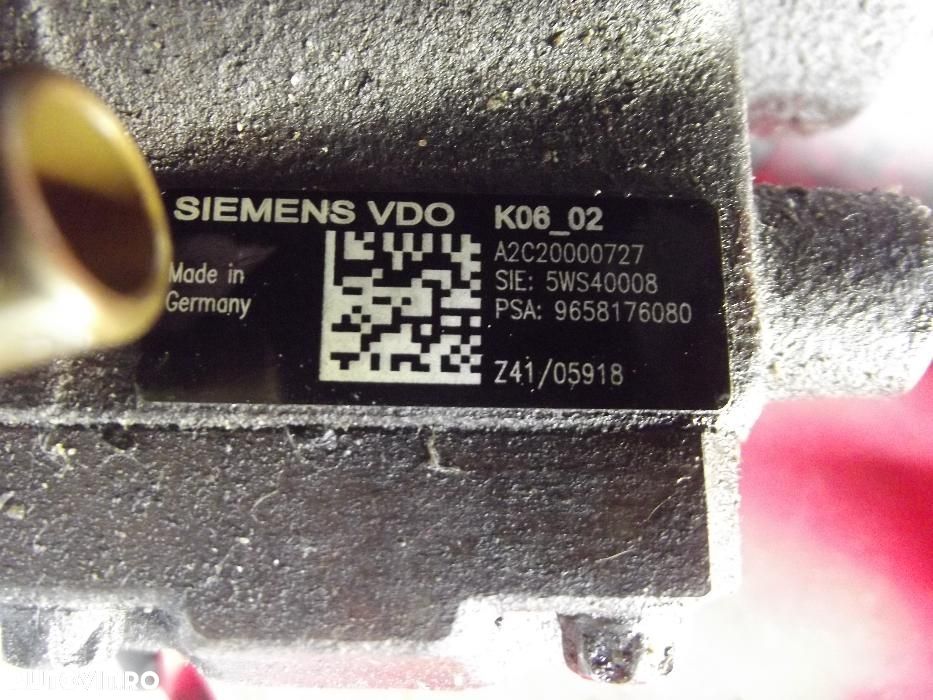 SIEMENS VDO
Made in
Germany
K06_02
A2C20000727
SIE: 5WS40008
PSA: 9658176080
Z41/05918
AUTOVIT.RO